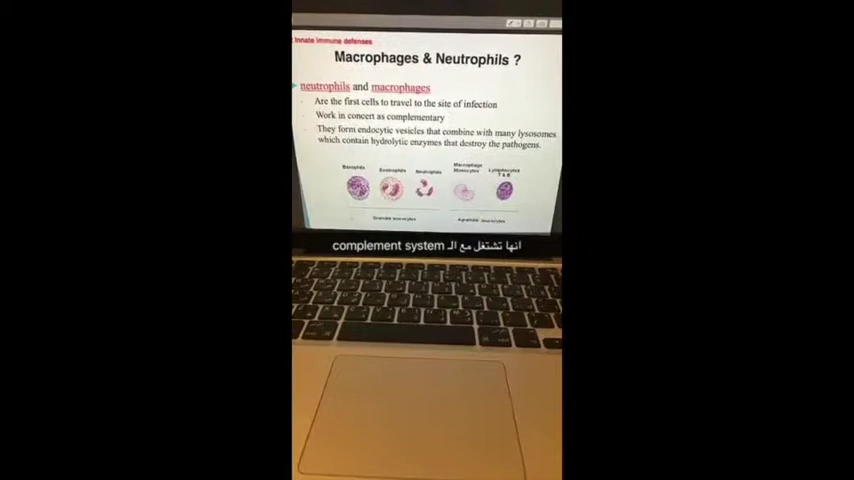 Innate immune defenses
Macrophages & Neutrophils ?
neutrophils and macrophages
Are the first cells to travel to the site of infection
Work in concert as complementary
They form endocytic vesicles that combine with many lysosomes
which contain hydrolytic enzymes that destroy the pathogens.
Basophils
Eosinophils
Neutrophils
Macrophage
Monocytes
Lymphocytes
T & B
Granular leucocytes
Agranular leucocytes
انها تشتغل مع الـ complement system